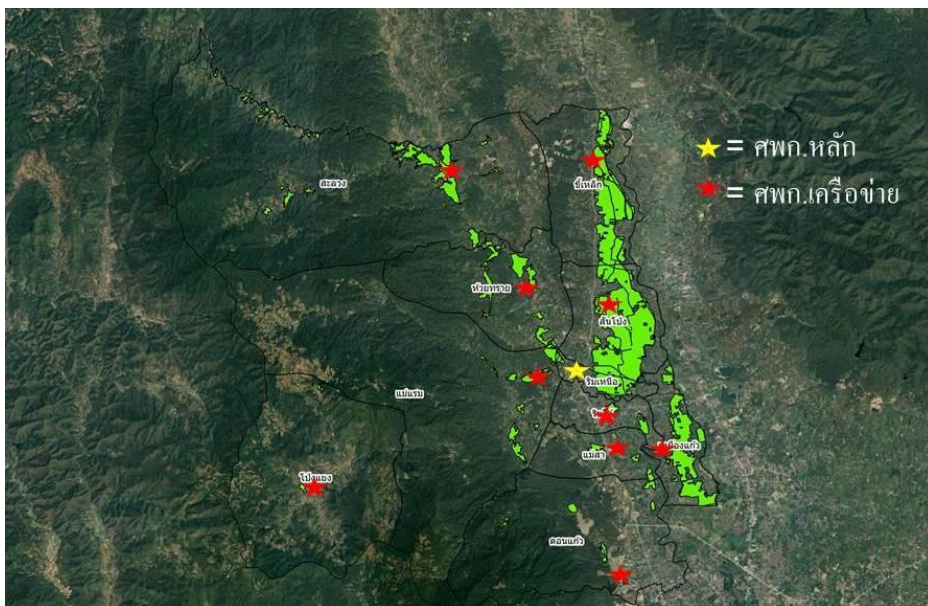 = ศพก.หลัก
= ศพก.เครือข่าย
สะลวง
ขี้เหล็ก
ห้วยทราย
สันโป่ง
ริมเหนือ
แม่แรม
แม่สา
โป่งแยง
ดอนแก้ว